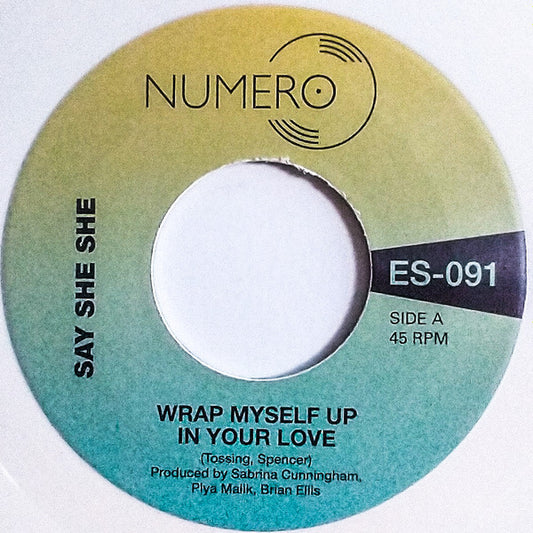 NUMERO
SAY SHE SHE
ES-091
SIDE A
45 RPM
WRAP MYSELF UP
IN YOUR LOVE
(Tossing, Spencer)
Produced by Sabrina Cunningham,
Piya Malik, Brian Ellis